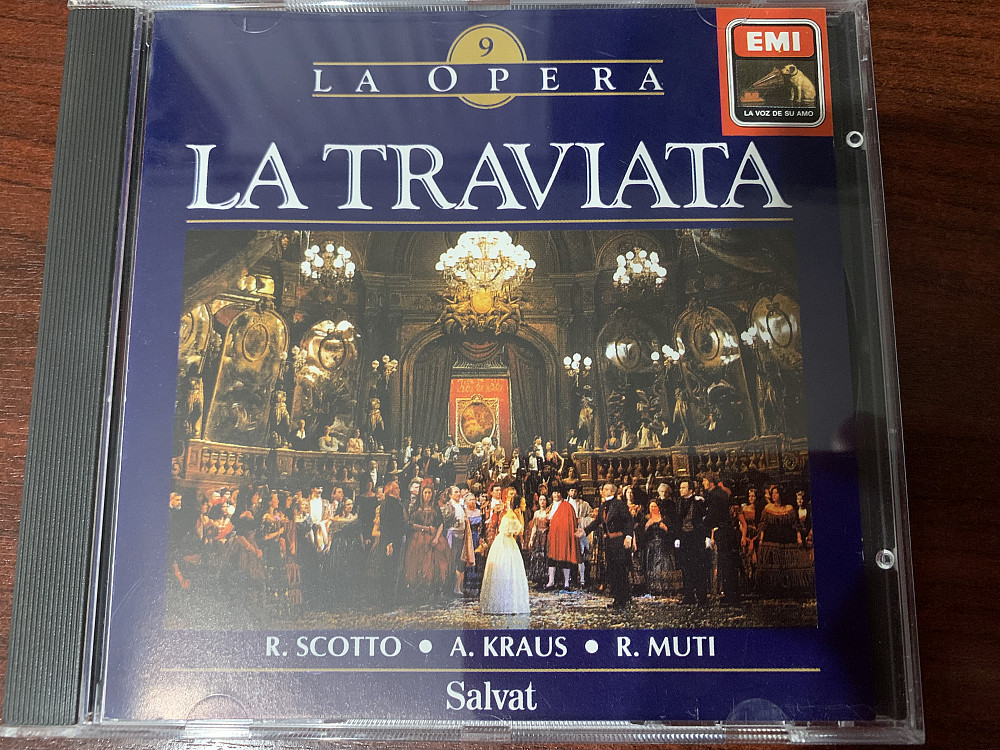 9
LA OPERA
EMI
LA VOZ DE SU AMO
LA TRAVIATA
R. SCOTTO • A. KRAUS • R. MUTI
Salvat